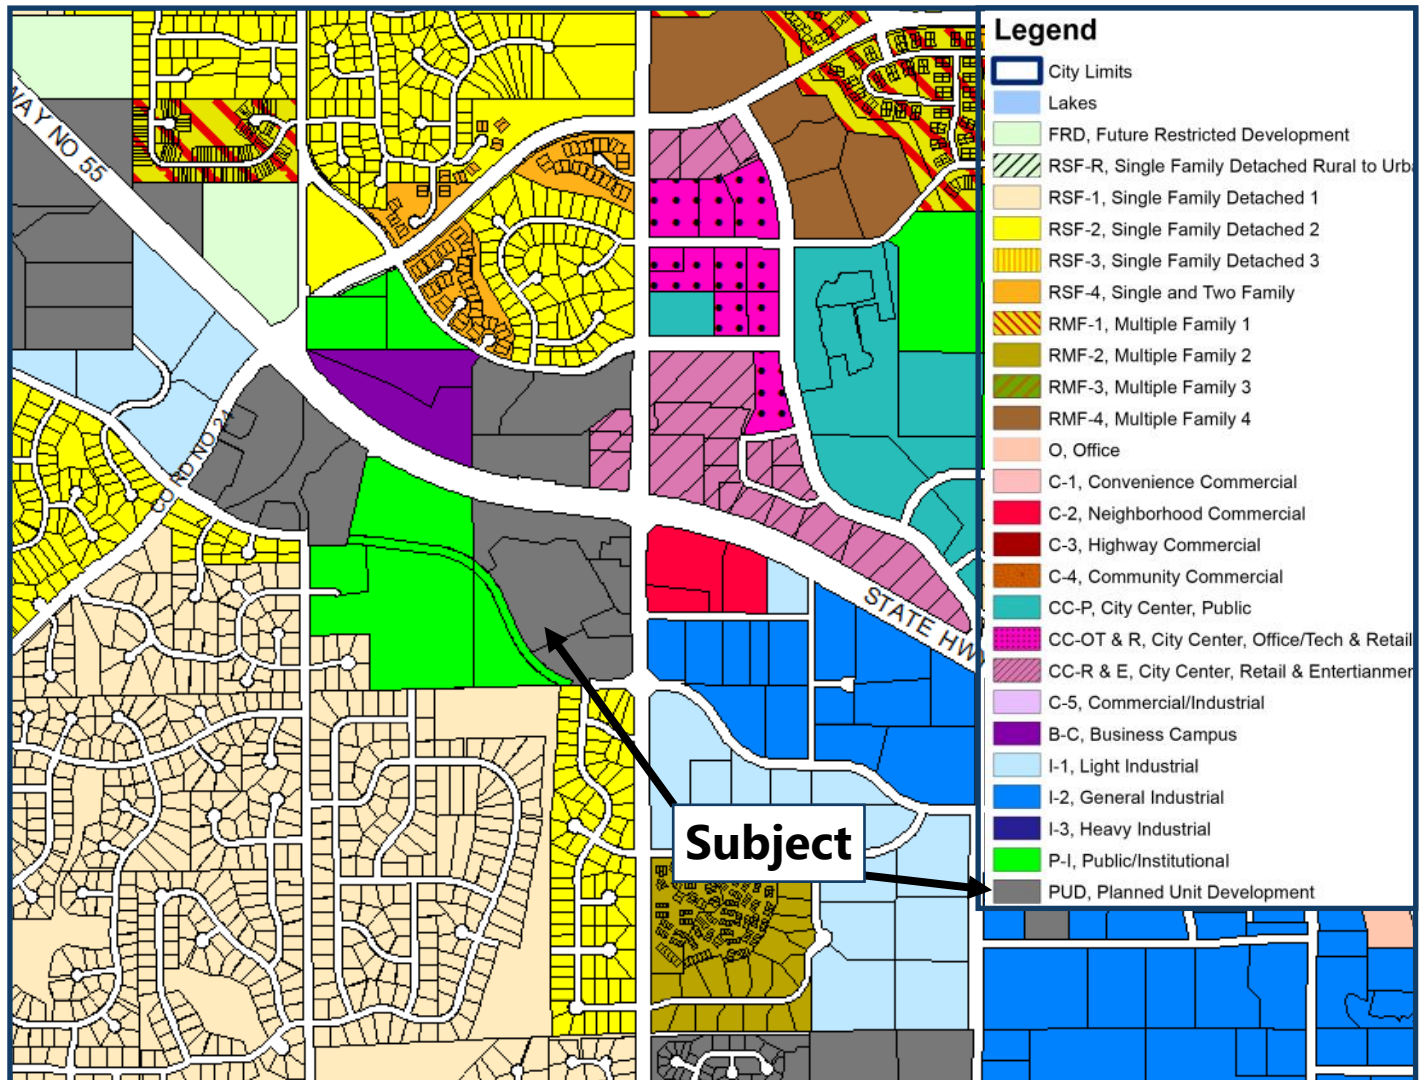 WAY NO 55
CO RD NO 24
STATE HWY
Subject
Legend
City Limits
Lakes
FRD, Future Restricted Development
RSF-R, Single Family Detached Rural to Urb
RSF-1, Single Family Detached 1
RSF-2, Single Family Detached 2
RSF-3, Single Family Detached 3
RSF-4, Single and Two Family
RMF-1, Multiple Family 1
RMF-2, Multiple Family 2
RMF-3, Multiple Family 3
RMF-4, Multiple Family 4
O, Office
C-1, Convenience Commercial
C-2, Neighborhood Commercial
C-3, Highway Commercial
C-4, Community Commercial
CC-P, City Center, Public
CC-OT & R, City Center, Office/Tech & Retail
CC-R & E, City Center, Retail & Entertianmen
C-5, Commercial/Industrial
B-C, Business Campus
I-1, Light Industrial
I-2, General Industrial
I-3, Heavy Industrial
P-I, Public/Institutional
PUD, Planned Unit Development